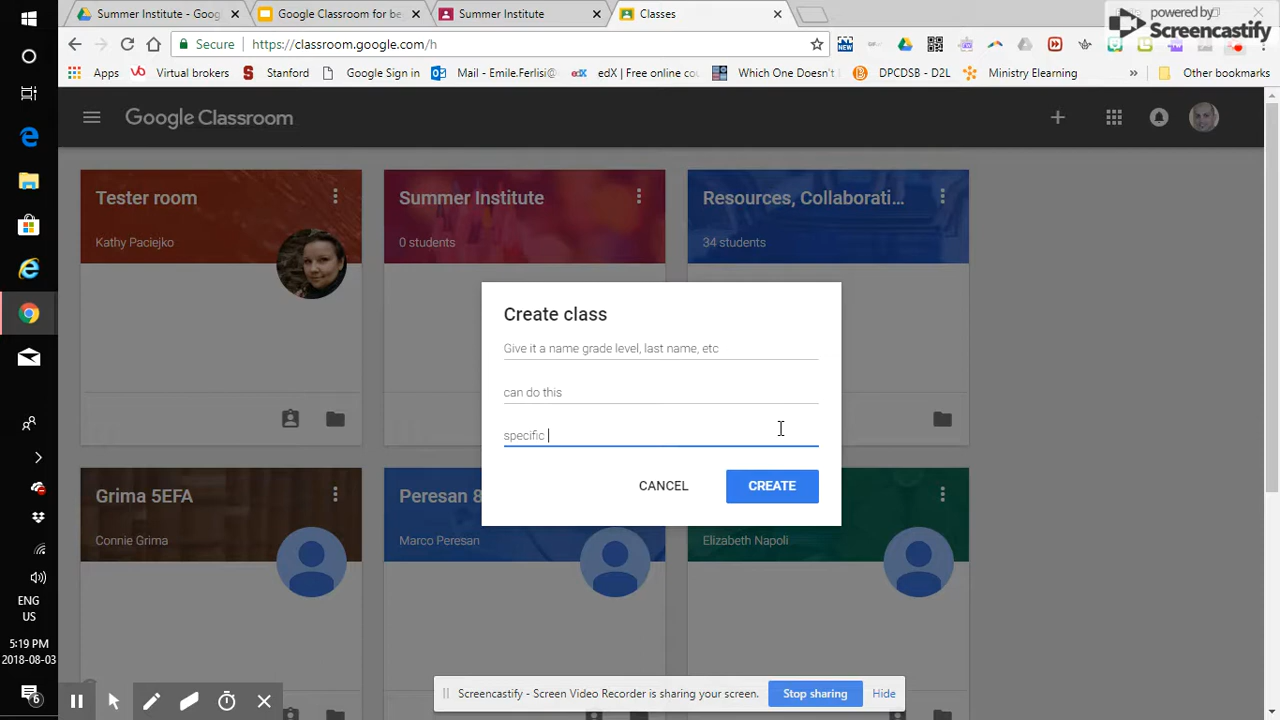 Summer Institute - Goog
Google Classroom for be
Summer Institute
Classes
powered by
Screencastify
Secure
https://classroom.google.com/h
Apps
Virtual brokers
Stanford
Google Sign in
Mail - Emile Ferlisi@
edX | Free online cou
Which One Doesn't
DPCDSB - D2L
Ministry Elearning
Other bookmarks
Google Classroom
Tester room
Kathy Paciejko
Summer Institute
0 students
Resources, Collaborati...
34 students
Create class
Give it a name grade level, last name, etc
can do this
specific
CANCEL
CREATE
Grima 5EFA
Connie Grima
Peresan 8
Marco Peresan
Elizabeth Napoli
ENG
US
5:19 PM
2018-08-03
6
Screencastify - Screen Video Recorder is sharing your screen.
Stop sharing
Hide